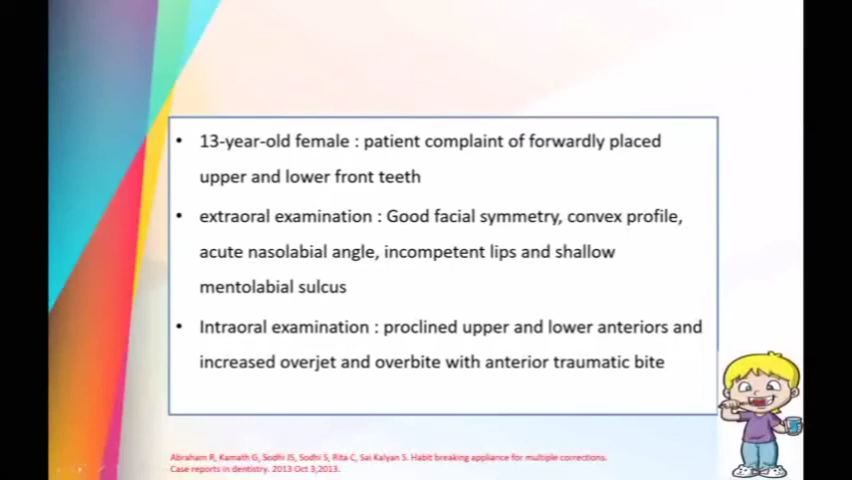 • 13-year-old female : patient complaint of forwardly placed
upper and lower front teeth
• extraoral examination : Good facial symmetry, convex profile,
acute nasolabial angle, incompetent lips and shallow
mentolabial sulcus
• Intraoral examination : proclined upper and lower anteriors and
increased overjet and overbite with anterior traumatic bite
Abraham R, Kamath G, Sodhi JS, Sodhi S, Rita C, Sai Kalyan S. Habit breaking appliance for multiple corrections.
Case reports in dentistry. 2013 Oct 3;2013.